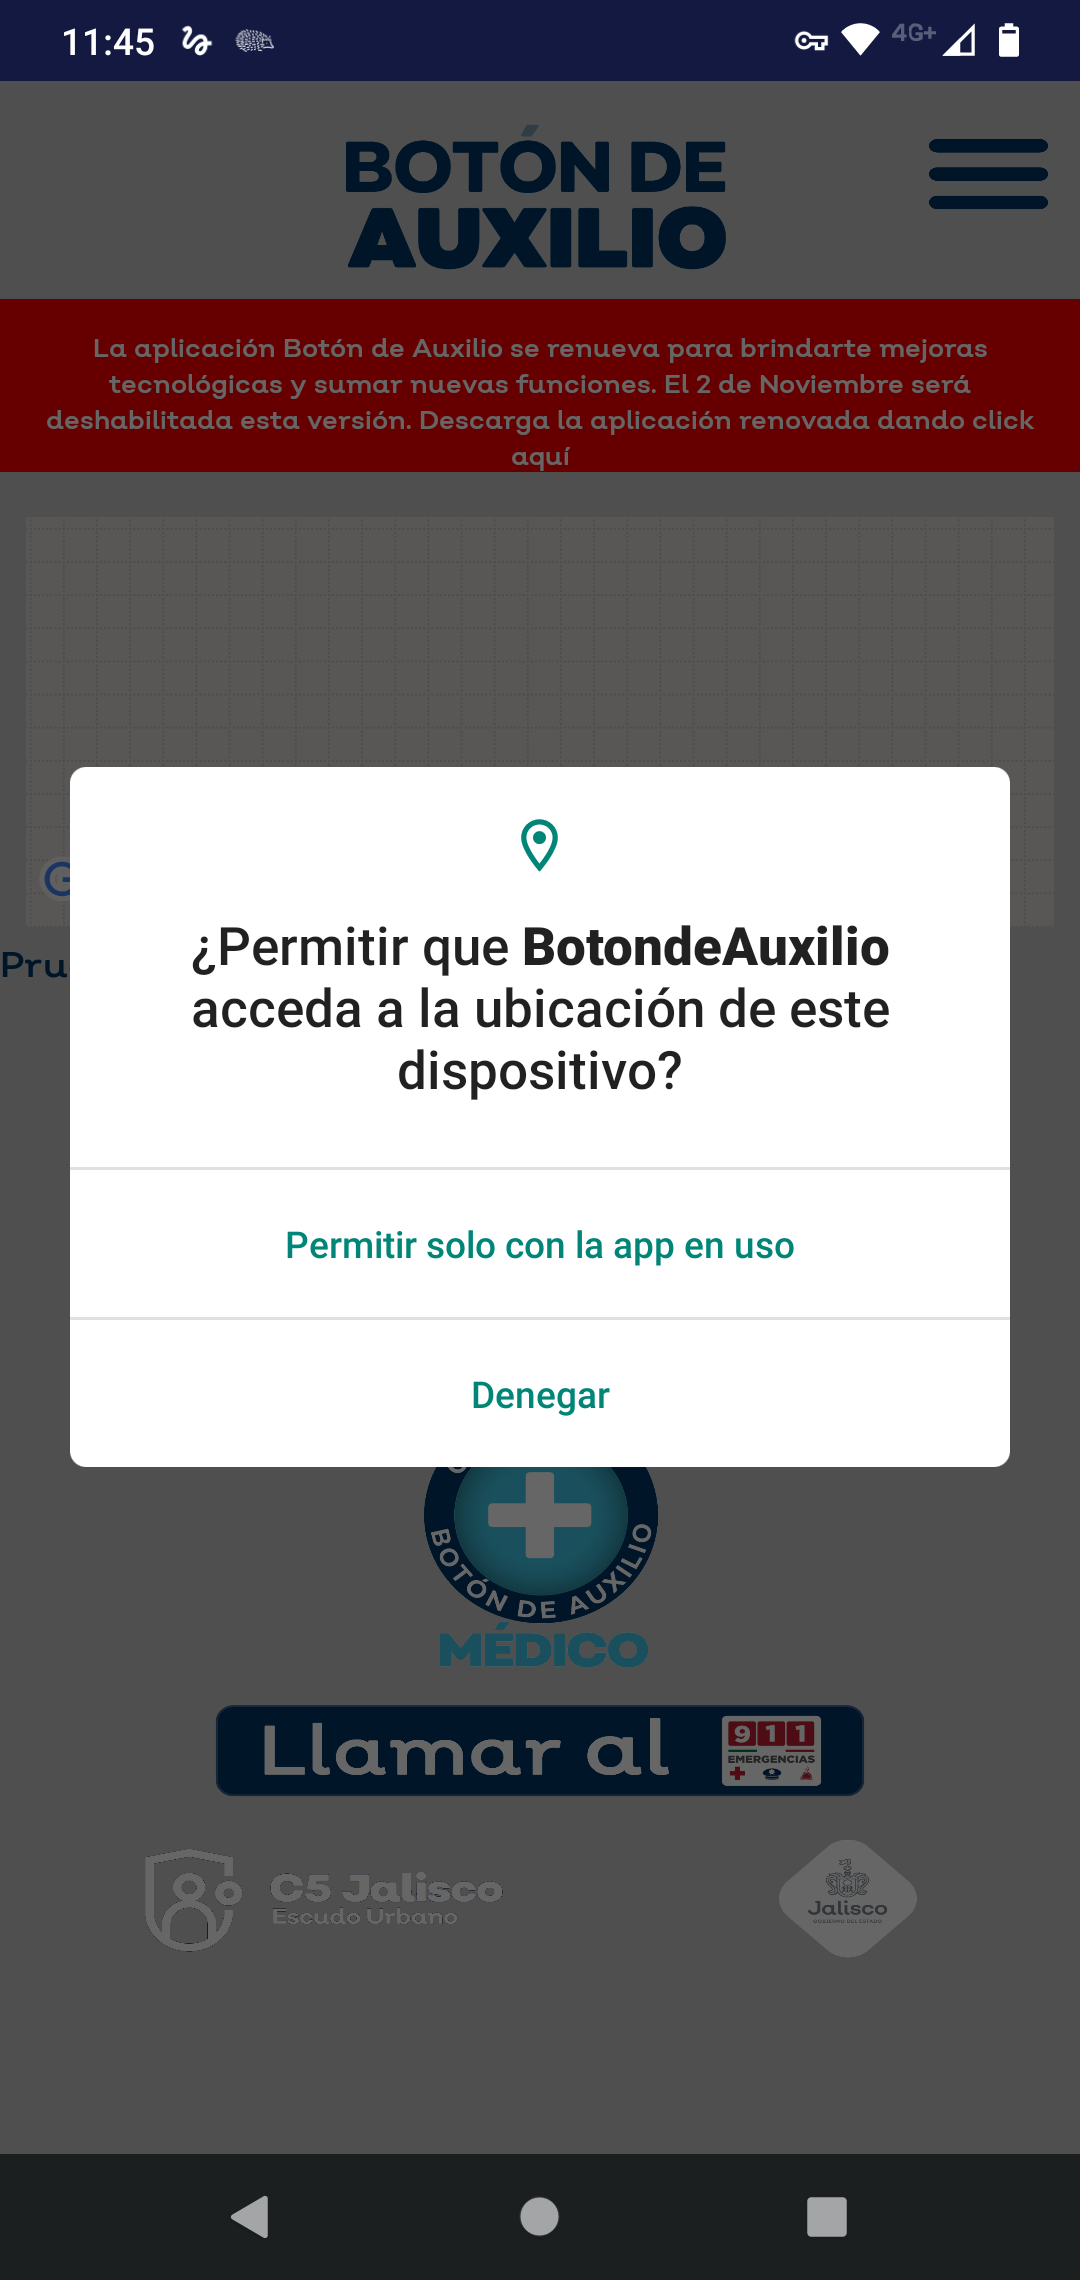 11:45
4G+
BOTÓN DE
AUXILIO
La aplicación Botón de Auxilio se renueva para brindarte mejoras
tecnológicas y sumar nuevas funciones. El 2 de Noviembre será
deshabilitada esta versión. Descarga la aplicación renovada dando click
aquí
G
Pru
¿Permitir que BotondeAuxilio
acceda a la ubicación de este
dispositivo?
Permitir solo con la app en uso
Denegar
BOTÓN DE AUXILIO
MÉDICO
Llamar al
911
EMERGENCIAS
C5 Jalisco
Escudo Urbano
Jalisco
GOBIERNO DEL ESTADO